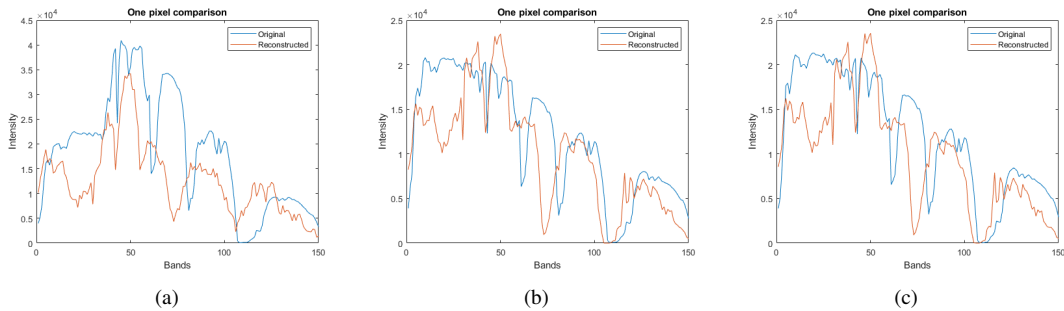 One pixel comparison
×10⁴
4.5
4
3.5
3
2.5
2
1.5
1
0.5
0
0 50 100 150
Intensity
Bands
Original
Reconstructed
(a)
One pixel comparison
×10⁴
2.5
2
1.5
1
0.5
0
0 50 100 150
Intensity
Bands
Original
Reconstructed
(b)
One pixel comparison
×10⁴
2.5
2
1.5
1
0.5
0
0 50 100 150
Intensity
Bands
Original
Reconstructed
(c)